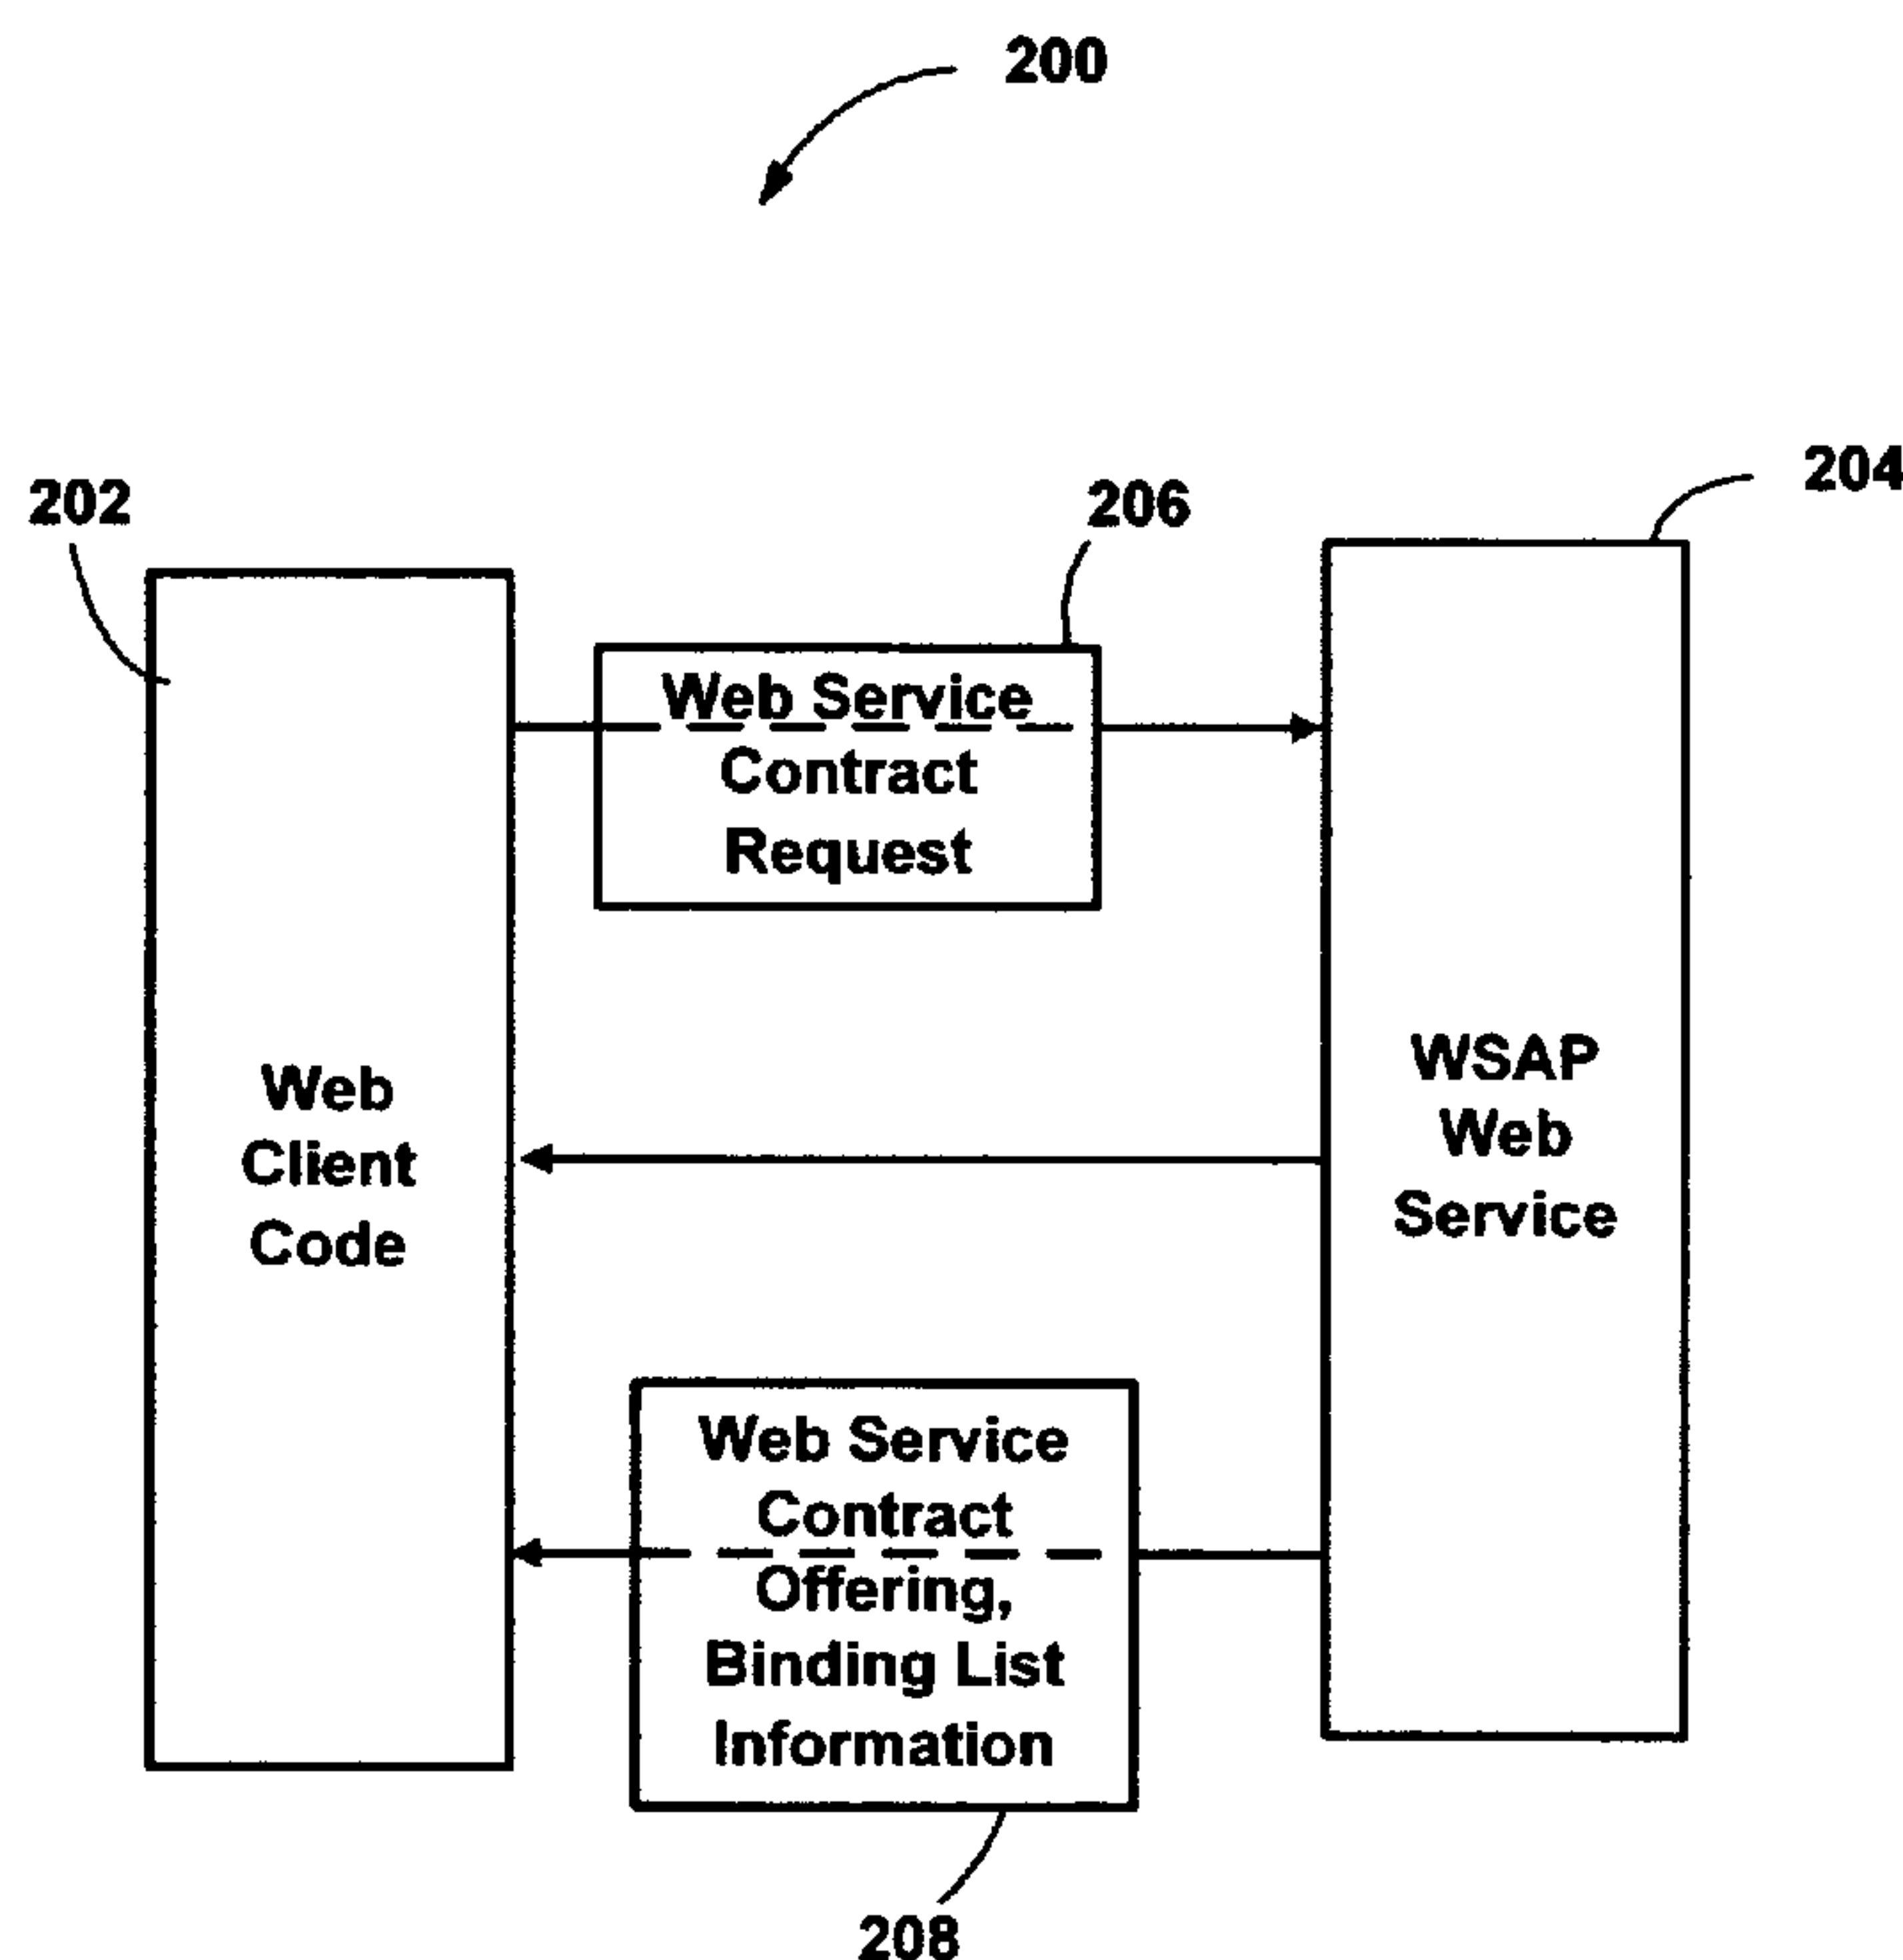 200
202
206
204
Web Service
Contract
Request
Web
Client
Code
WSAP
Web
Service
Web Service
Contract
Offering,
Binding List
Information
208